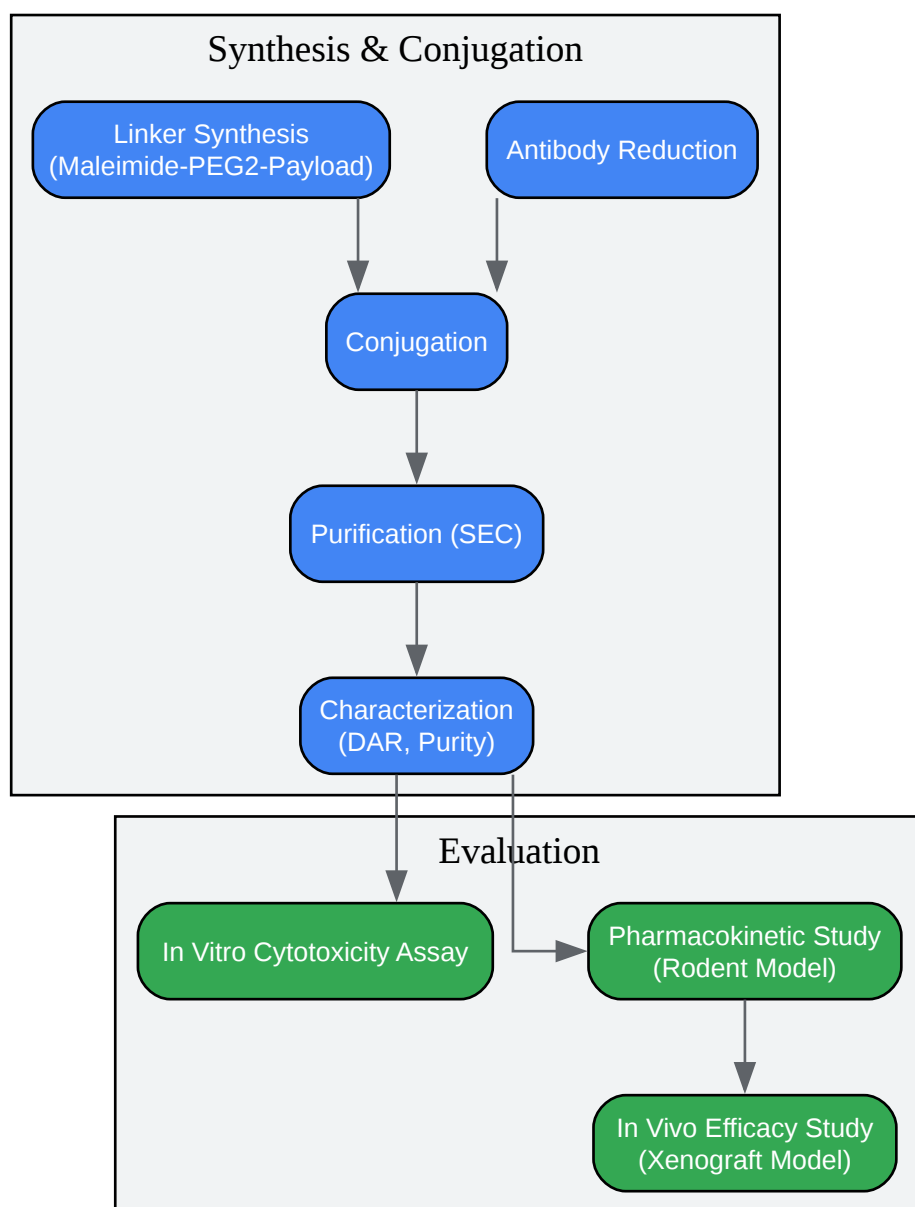 Synthesis & Conjugation
Linker Synthesis
(Maleimide-PEG2-Payload)
Antibody Reduction
Conjugation
Purification (SEC)
Characterization
(DAR, Purity)
Evaluation
In Vitro Cytotoxicity Assay
Pharmacokinetic Study
(Rodent Model)
In Vivo Efficacy Study
(Xenograft Model)